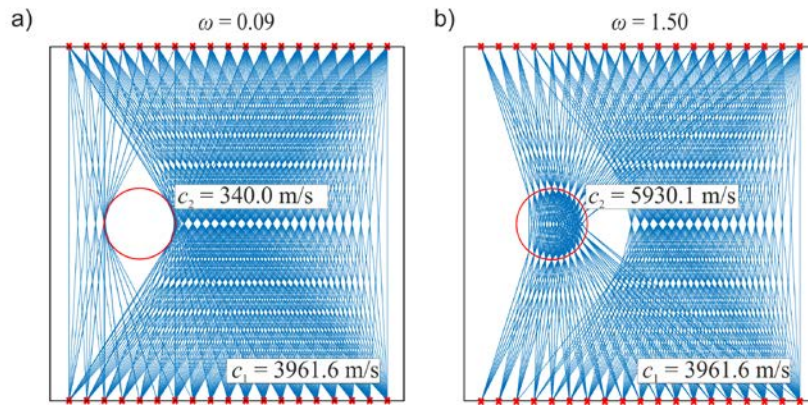 a)
ω = 0.09
c₂ = 340.0 m/s
c₁ = 3961.6 m/s
b)
ω = 1.50
c₂ = 5930.1 m/s
c₁ = 3961.6 m/s